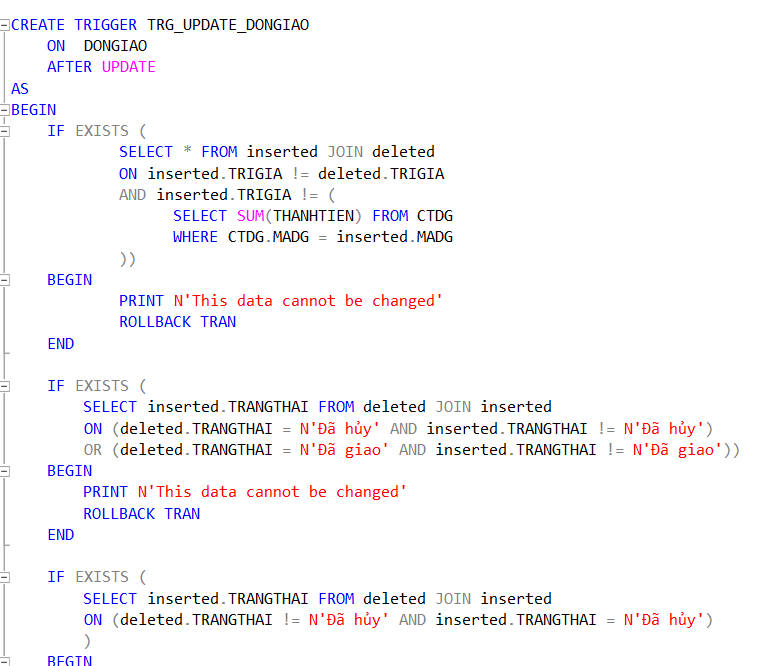 CREATE TRIGGER TRG_UPDATE_DONGIAO
ON DONGIAO
AFTER UPDATE
AS
BEGIN
IF EXISTS (
SELECT * FROM inserted JOIN deleted
ON inserted.TRIGIA != deleted.TRIGIA
AND inserted.TRIGIA != (
SELECT SUM(THANHTIEN) FROM CTDG
WHERE CTDG.MADG = inserted.MADG
))
BEGIN
PRINT N'This data cannot be changed'
ROLLBACK TRAN
END
IF EXISTS (
SELECT inserted.TRANGTHAI FROM deleted JOIN inserted
ON (deleted.TRANGTHAI = N'Đã hủy' AND inserted.TRANGTHAI != N'Đã hủy')
OR (deleted.TRANGTHAI = N'Đã giao' AND inserted.TRANGTHAI != N'Đã giao'))
BEGIN
PRINT N'This data cannot be changed'
ROLLBACK TRAN
END
IF EXISTS (
SELECT inserted.TRANGTHAI FROM deleted JOIN inserted
ON (deleted.TRANGTHAI != N'Đã hủy' AND inserted.TRANGTHAI = N'Đã hủy')
)
BEGIN